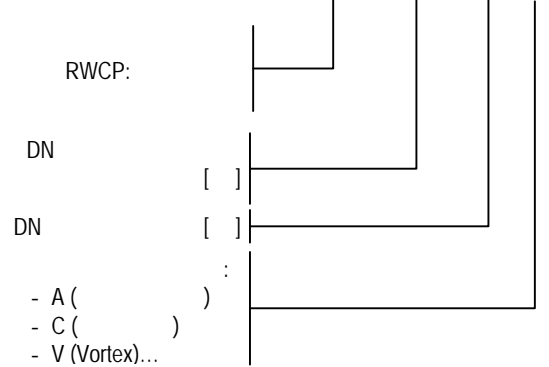 RWCP:
DN
[ ]
DN [ ]
:
- A ( )
- C ( )
- V (Vortex)...